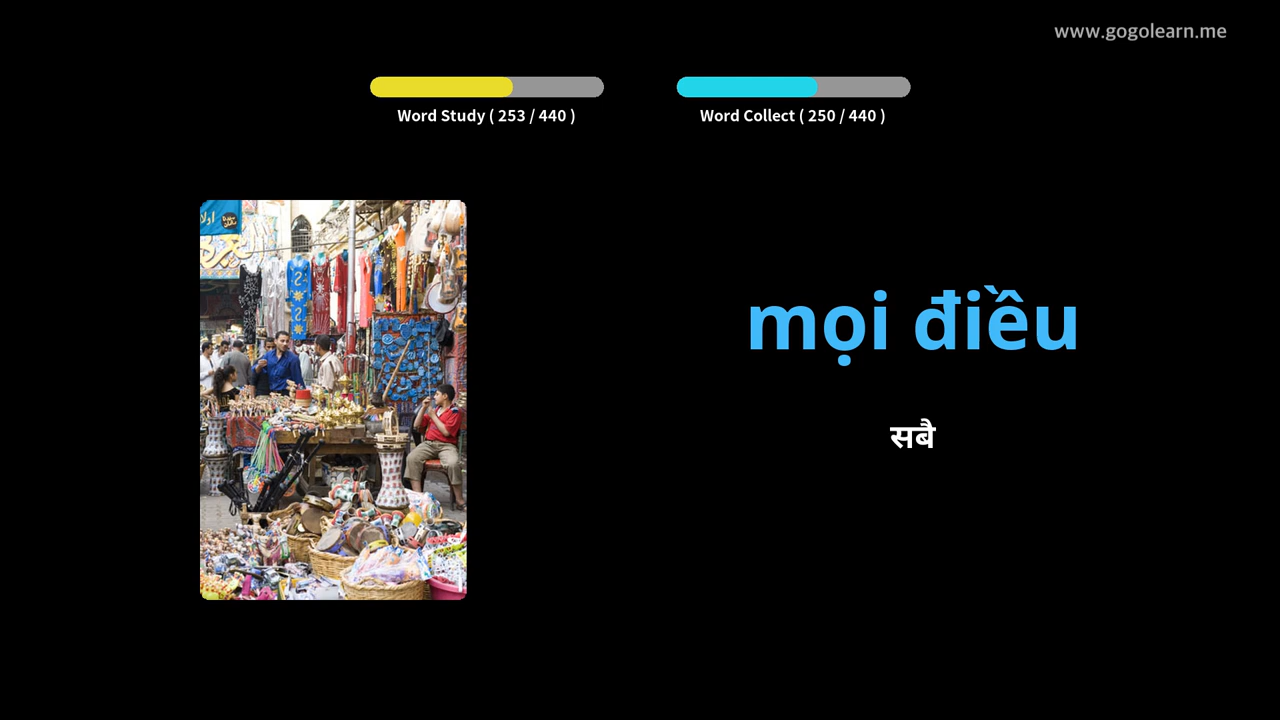 www.gogolearn.me
Word Study ( 253 / 440 )
Word Collect ( 250 / 440 )
mọi điều
सबै